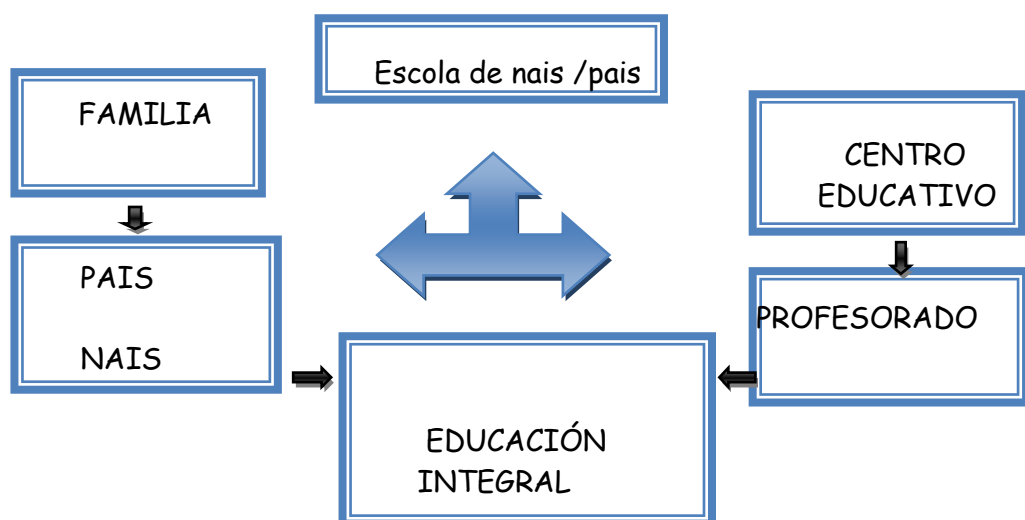 Escola de nais /pais
FAMILIA
CENTRO
EDUCATIVO
PAIS
NAIS
PROFESORADO
EDUCACIÓN
INTEGRAL